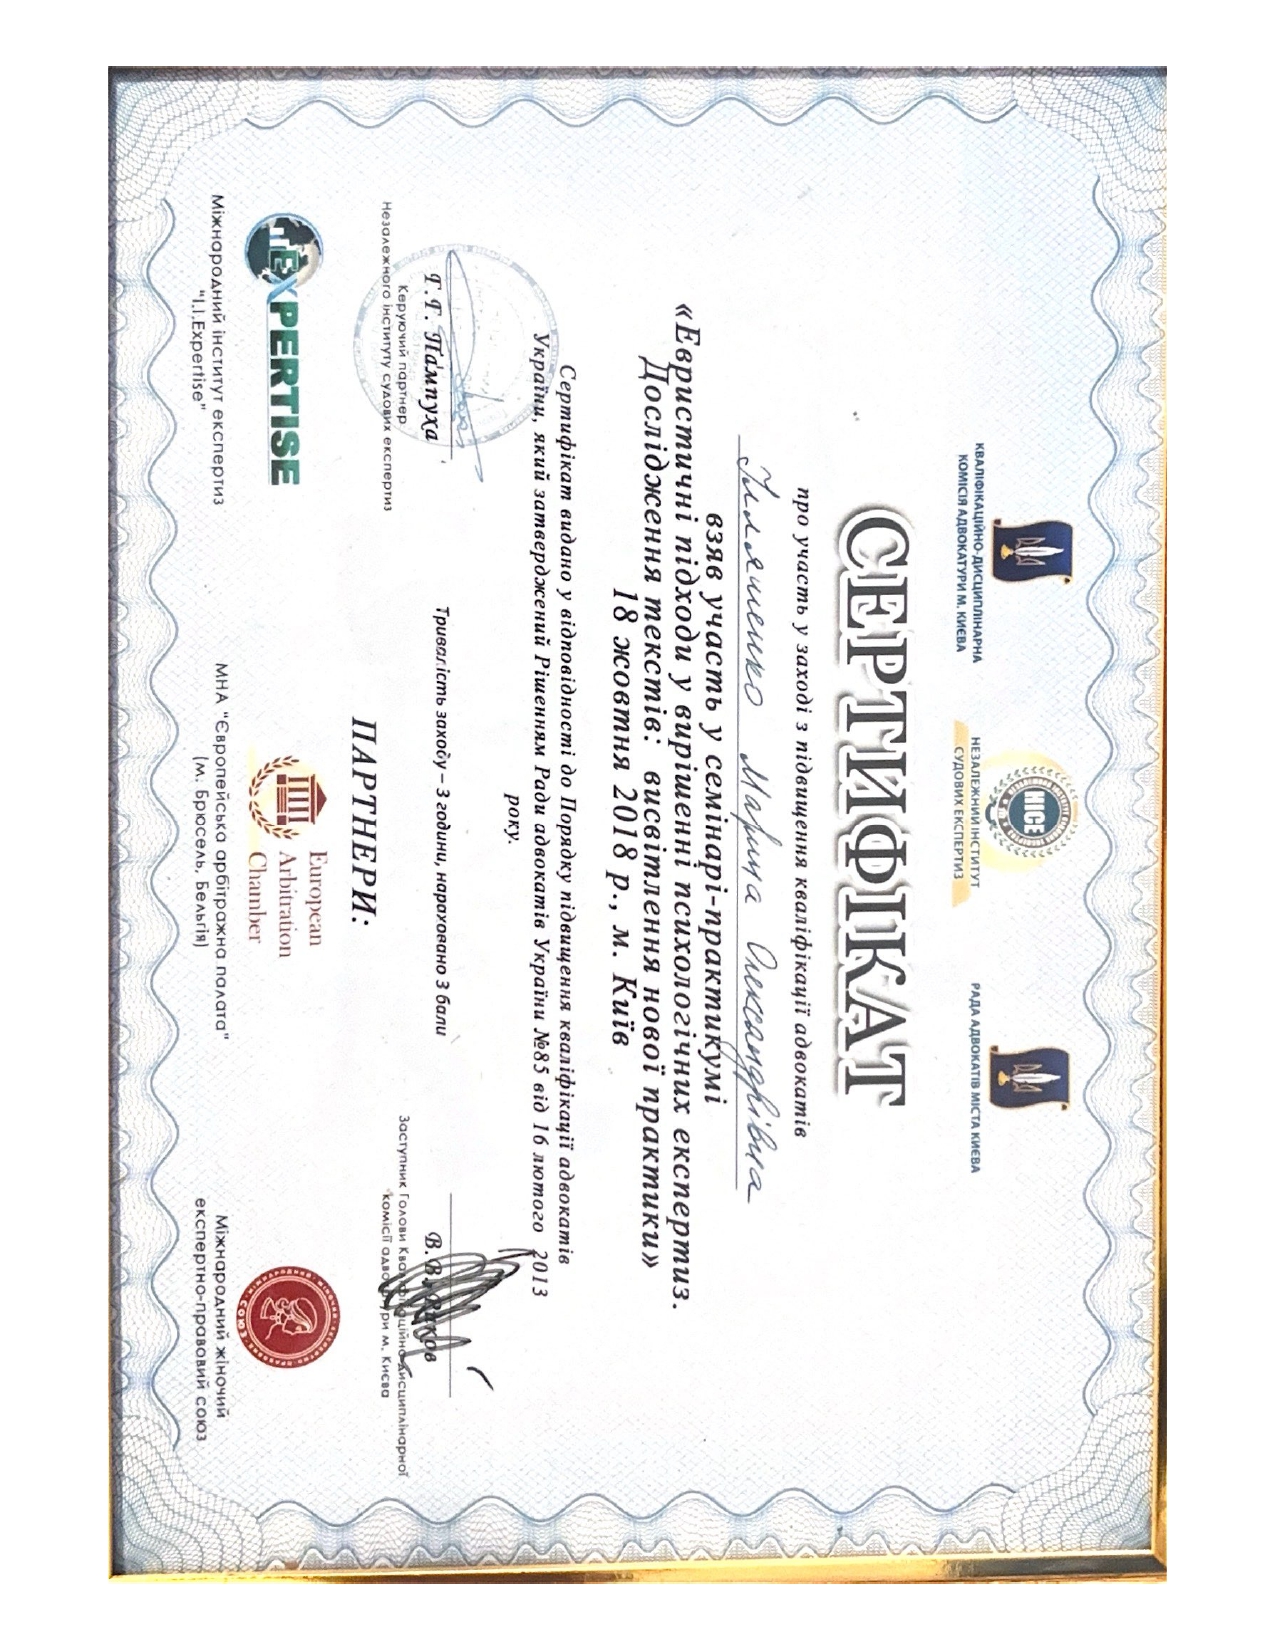 КВАЛІФІКАЦІЙНО-ДИСЦИПЛІНАРНА
КОМІСІЯ АДВОКАТУРИ М. КИЄВА
НІСЕ
НЕЗАЛЕЖНИЙ ІНСТИТУТ
СУДОВИХ ЕКСПЕРТИЗ
РАДА АДВОКАТІВ МІСТА КИЄВА
СЕРТИФІКАТ
про участь у заході з підвищення кваліфікації адвокатів
Ілляшенко Марина Олександрівна
взяв участь у семінарі-практикумі
«Евристичні підходи у вирішенні психологічних експертиз.
Дослідження текстів: висвітлення нової практики»
18 жовтня 2018 р., м. Київ
Сертифікат видано у відповідності до Порядку підвищення кваліфікації адвокатів
України, який затверджений Рішенням Ради адвокатів України №85 від 16 лютого 2013
року.
Тривалість заходу – 3 години, нараховано 3 бали
Г.Г. Пампуха
Керуючий партнер
Незалежного інституту судових експертиз
Заступник Голови Кваліфікаційно-дисциплінарної
комісії адвокатури м. Києва
ПАРТНЕРИ:
IIEXPERTISE
Міжнародний інститут експертиз
"I.I.Expertise"
European
Arbitration
Chamber
МНА "Європейська арбітражна палата"
(м. Брюсель, Бельгія)
СОЮЗ
Міжнародний жіночий
експертно-правовий союз